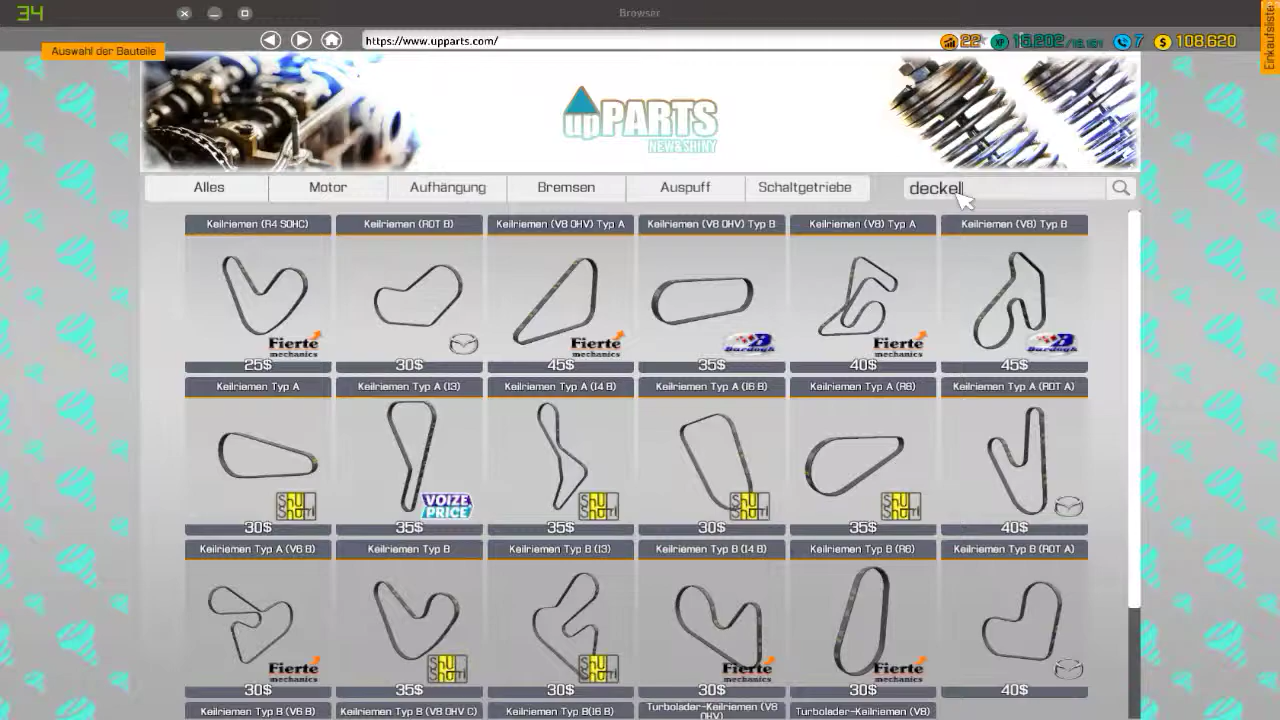 34
Browser
Auswahl der Bauteile
https://www.upparts.com/
22
7
108,620
Einkaufsliste
upPARTS
NEW&SHINY
Alles
Motor
Aufhängung
Bremsen
Auspuff
Schaltgetriebe
deckel
Keilriemen (R4 SOHC)
Keilriemen (ROT B)
Keilriemen (V8 OHV) Typ A
Keilriemen (V8 OHV) Typ B
Keilriemen (V8) Typ A
Keilriemen (V8) Typ B
Fierte mechanics
Fierte mechanics
Fierte mechanics
25$
30$
45$
35$
40$
45$
Keilriemen Typ A
Keilriemen Typ A (I3)
Keilriemen Typ A (I4 B)
Keilriemen Typ A (I6 B)
Keilriemen Typ A (R6)
Keilriemen Typ A (ROT A)
VOIZE PRICE
30$
35$
35$
30$
35$
40$
Keilriemen Typ A (V6 B)
Keilriemen Typ B
Keilriemen Typ B (I3)
Keilriemen Typ B (I4 B)
Keilriemen Typ B (R6)
Keilriemen Typ B (ROT A)
Fierte mechanics
Fierte mechanics
Fierte mechanics
30$
35$
30$
30$
30$
40$
Keilriemen Typ B (V6 B)
Keilriemen Typ B (V8 OHV C)
Keilriemen Typ B(I6 B)
Turbolader-Keilriemen (V8 OHV)
Turbolader-Keilriemen (V8)